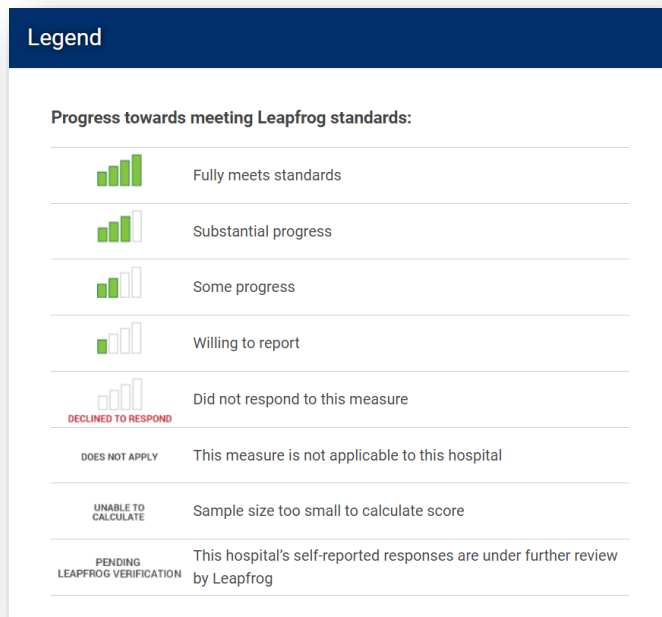 Legend
Progress towards meeting Leapfrog standards:
Fully meets standards
Substantial progress
Some progress
Willing to report
DECLINED TO RESPOND
Did not respond to this measure
DOES NOT APPLY
This measure is not applicable to this hospital
UNABLE TO
CALCULATE
Sample size too small to calculate score
PENDING
LEAPFROG VERIFICATION
This hospital's self-reported responses are under further review
by Leapfrog